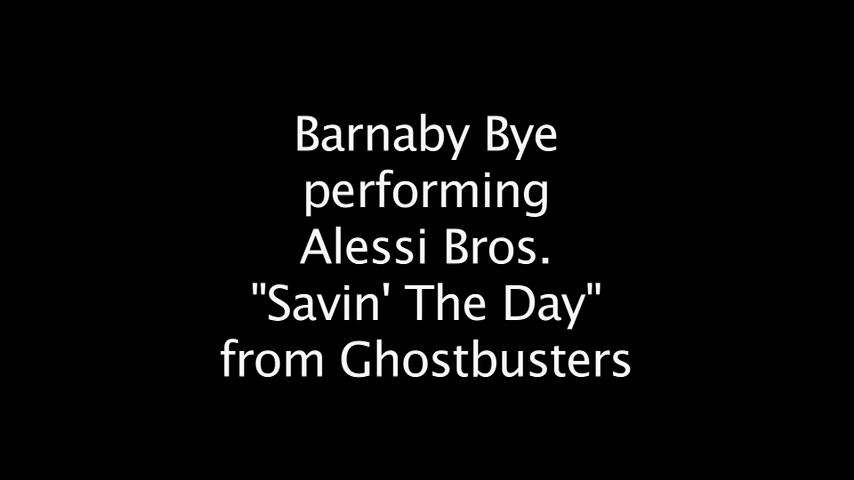 Barnaby Bye
performing
Alessi Bros.
"Savin' The Day"
from Ghostbusters